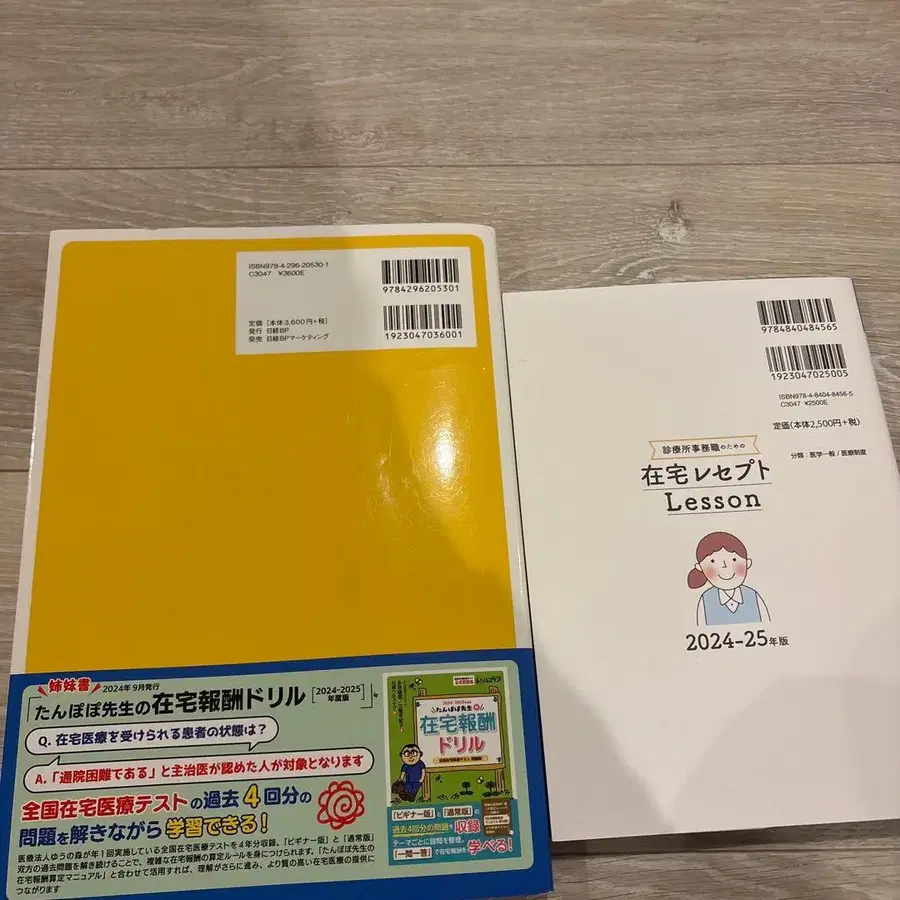 ISBN978-4-296-20530-1
C3047 ¥3600E
9784296205301
定価［本体3,600円+税］
発行 日経BP
発売 日経BPマーケティング
1923047036001
姉妹書
2024年9月発行
「たんぽぽ先生の在宅報酬ドリル［2024-2025年度版］」
Q. 在宅医療を受けられる患者の状態は？
A.「通院困難である」と主治医が認めた人が対象となります
全国在宅医療テストの過去4回分の
問題を解きながら学習できる！
医療法人ゆうの森が年1回実施している全国在宅医療テストを4年分収録。「ビギナー版」と「通常版」
双方の過去問題を解き続けることで、複雑な在宅報酬の算定ルールを身につけられます。「たんぽぽ先生の
在宅報酬算定マニュアル」と合わせて活用すれば、理解がさらに進み、より質の高い在宅医療の提供に
つながります
たんぽぽ先生の
在宅報酬
ドリル
全国在宅医療テスト 問題集
「ビギナー版」「通常版」
過去4回分の問題を収録
テーマごとに設問を整理、
「一問一答」で在宅報酬を学べる！
9784840484565
1923047025005
ISBN978-4-8404-8456-5
C3047 ¥2500E
定価(本体2,500円+税)
分類：医学一般/医療制度
診療所事務職のための
在宅レセプト
Lesson
2024-25年版